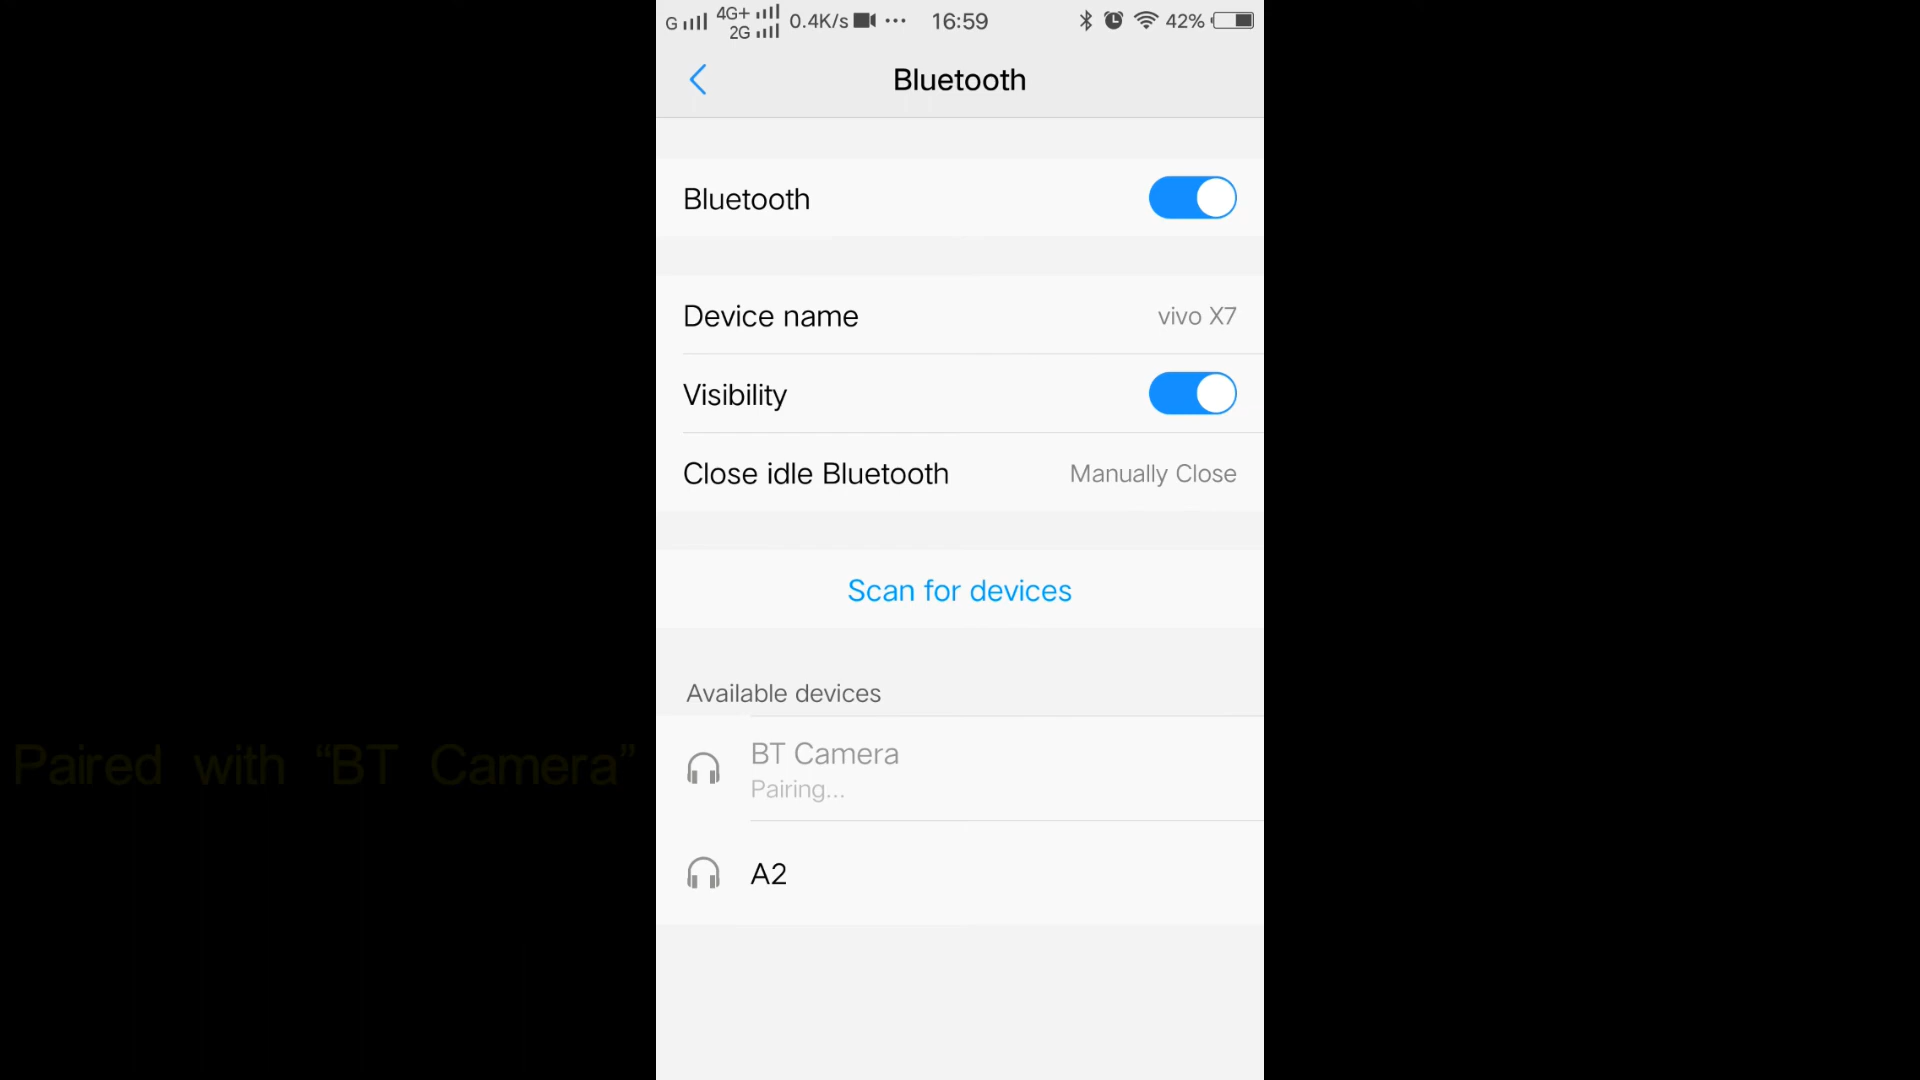 G 4G+ 2G 0.4K/s ••• 16:59 42%
Bluetooth
Bluetooth
Device name vivo X7
Visibility
Close idle Bluetooth Manually Close
Scan for devices
Available devices
BT Camera
Pairing...
Paired with “BT Camera”
A2